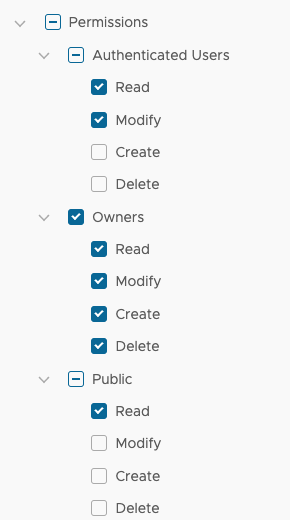 Permissions
Authenticated Users
Read
Modify
Create
Delete
Owners
Read
Modify
Create
Delete
Public
Read
Modify
Create
Delete